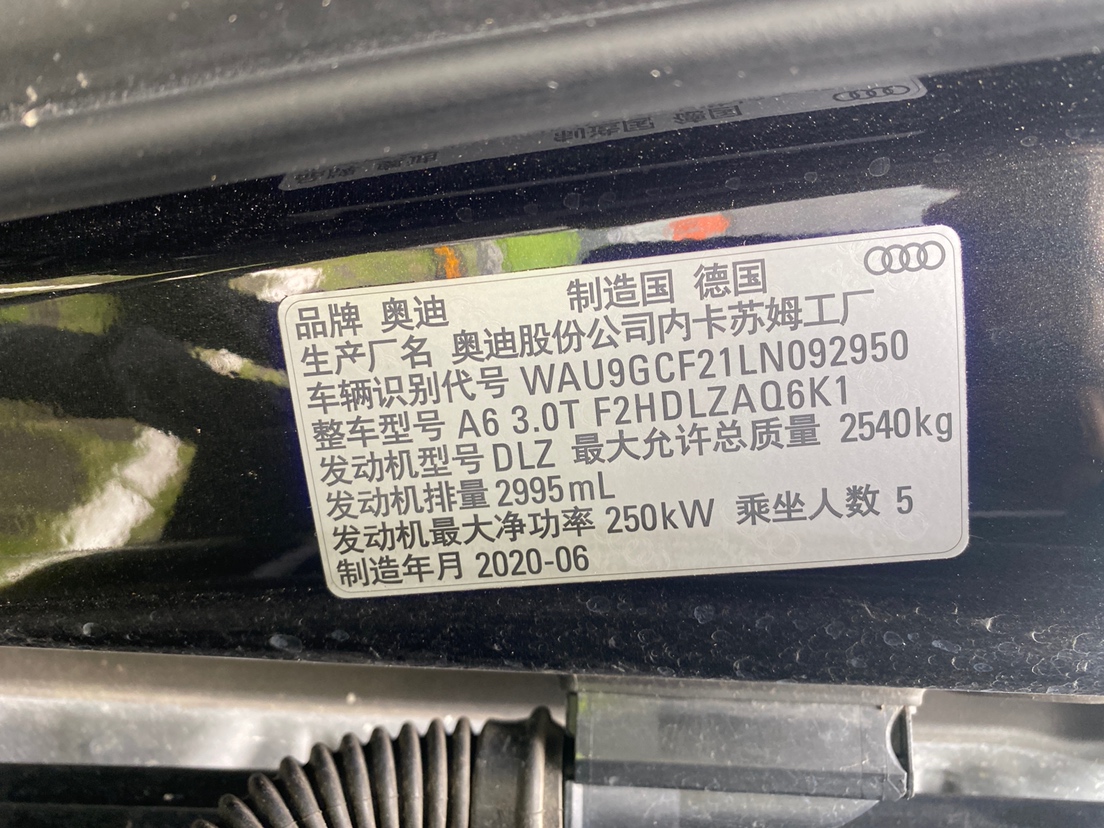 品牌 奥迪 制造国 德国
生产厂名 奥迪股份公司内卡苏姆工厂
车辆识别代号 WAU9GCF21LN092950
整车型号 A6 3.0T F2HDLZAQ6K1
发动机型号 DLZ 最大允许总质量 2540kg
发动机排量 2995mL
发动机最大净功率 250kW 乘坐人数 5
制造年月 2020-06